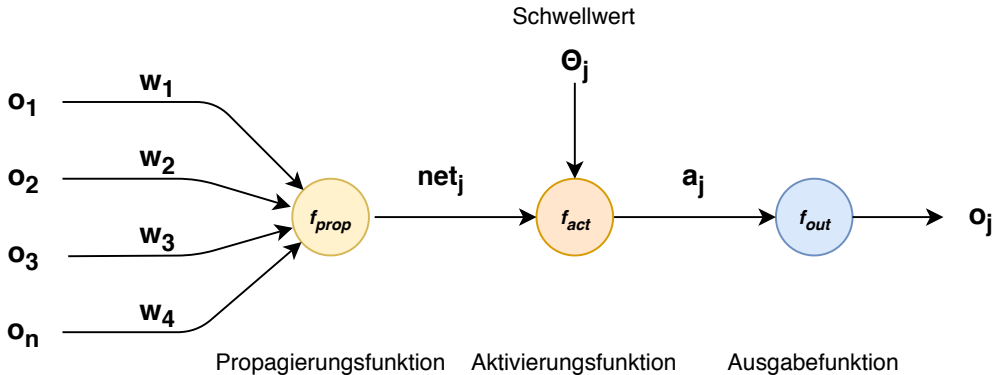 Schwellwert
Θj
o1 w1
o2 w2
o3 w3
on w4
fprop
netj
fact
aj
fout
oj
Propagierungsfunktion Aktivierungsfunktion Ausgabefunktion